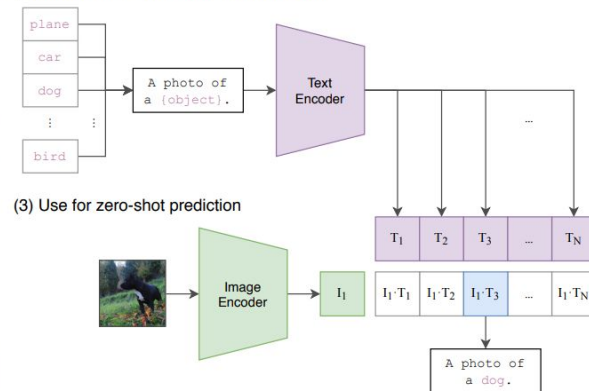 plane
car
dog
⋮ ⋮
bird
A photo of
a {object}.
Text
Encoder
...
(3) Use for zero-shot prediction
T1 T2 T3 ... TN
Image
Encoder
I1
I1·T1 I1·T2 I1·T3 ... I1·TN
A photo of
a dog.